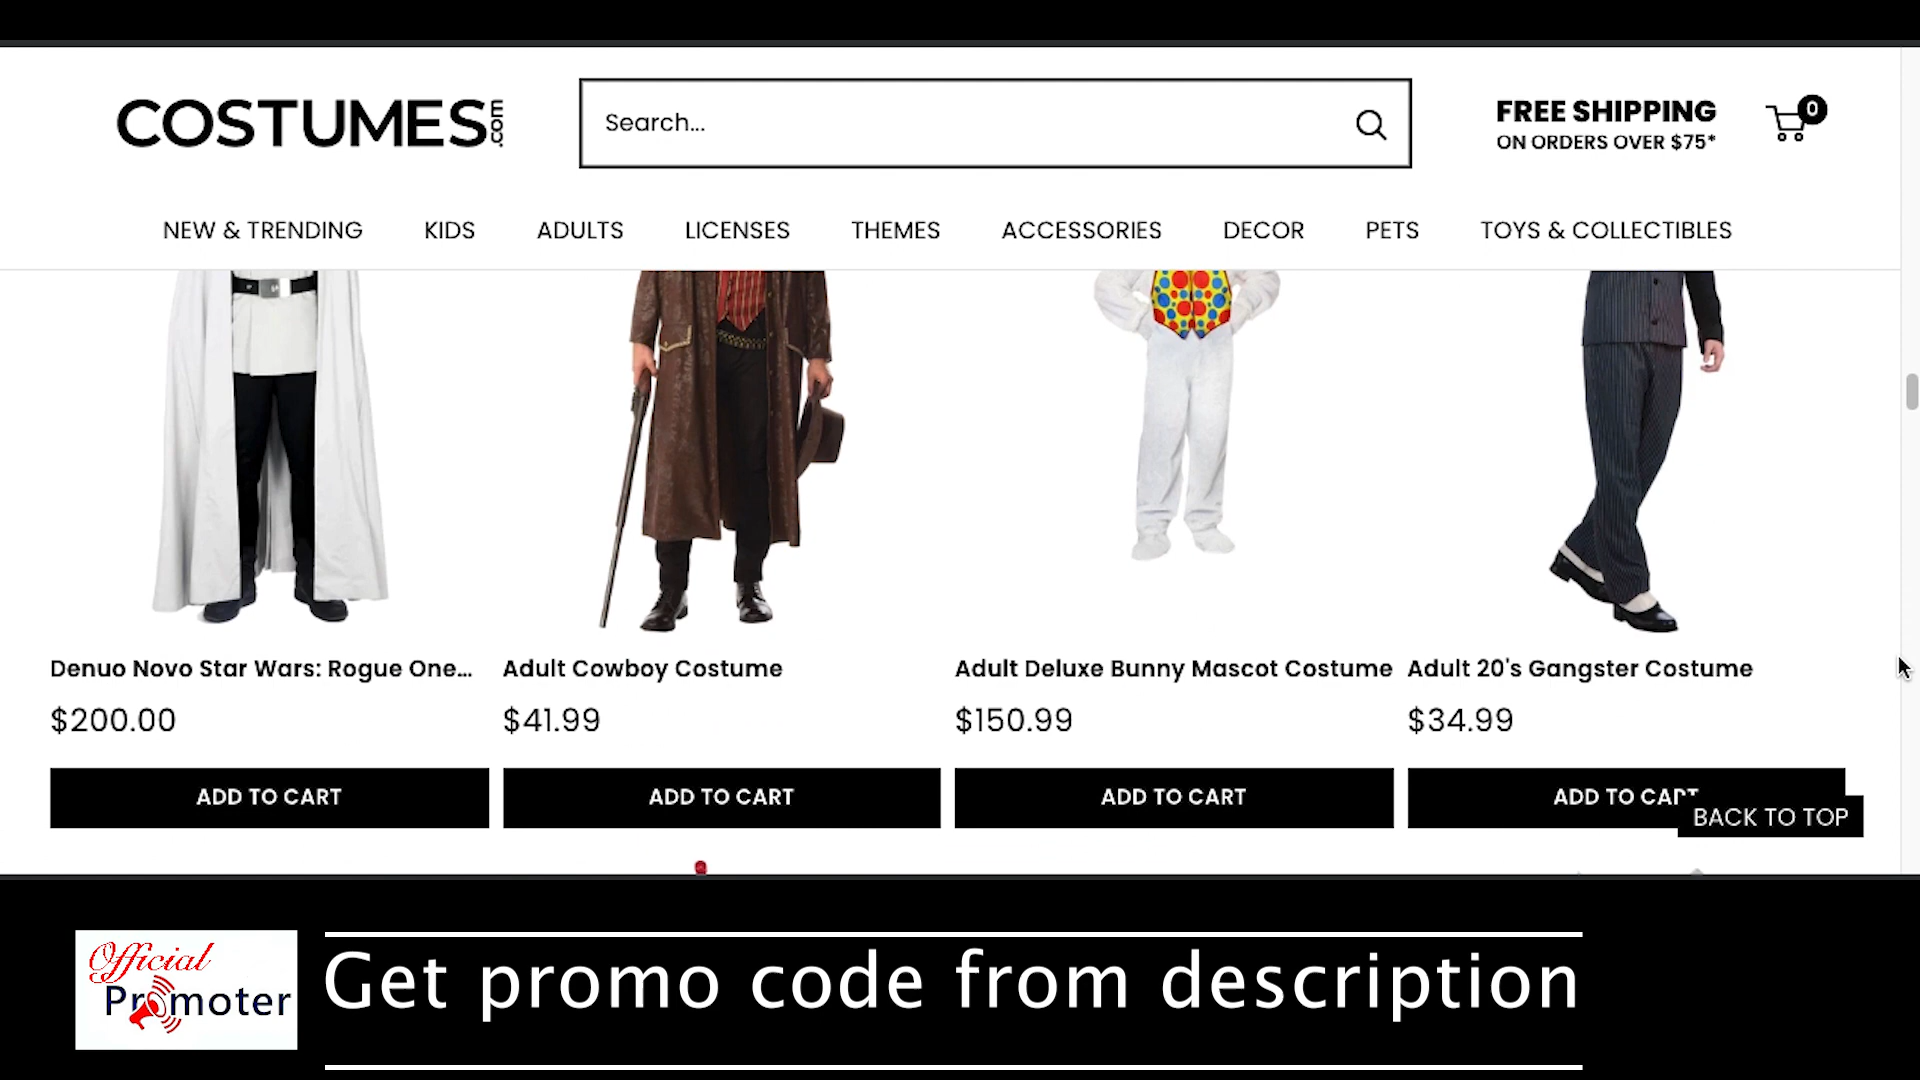 COSTUMES.com
Search...
FREE SHIPPING
ON ORDERS OVER $75*
0
NEW & TRENDING KIDS ADULTS LICENSES THEMES ACCESSORIES DECOR PETS TOYS & COLLECTIBLES
Denuo Novo Star Wars: Rogue One... Adult Cowboy Costume Adult Deluxe Bunny Mascot Costume Adult 20's Gangster Costume
$200.00 $41.99 $150.99 $34.99
ADD TO CART ADD TO CART ADD TO CART ADD TO CART
BACK TO TOP
Official
Promoter
Get promo code from description